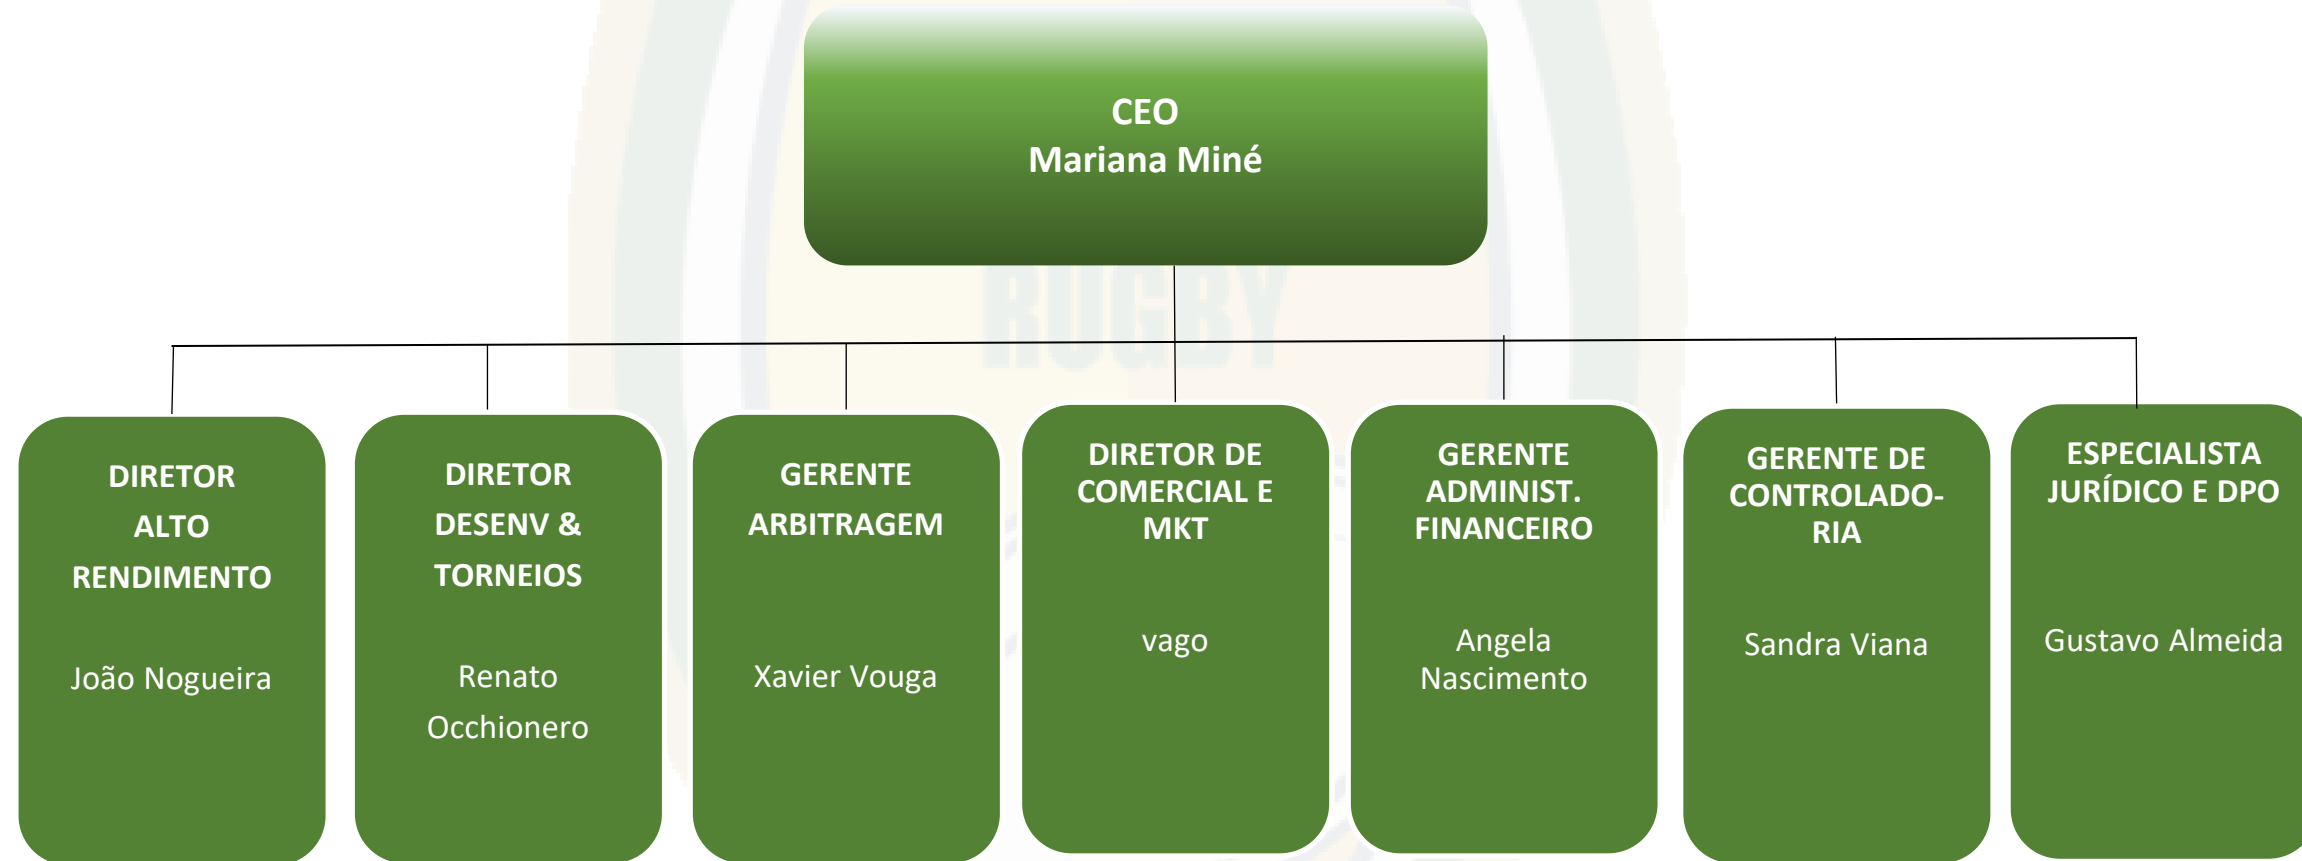 CEO
Mariana Miné
RUGBY
DIRETOR
ALTO
RENDIMENTO
João Nogueira
DIRETOR
DESENV &
TORNEIOS
Renato
Occhionero
GERENTE
ARBITRAGEM
Xavier Vouga
DIRETOR DE
COMERCIAL E
MKT
vago
GERENTE
ADMINIST.
FINANCEIRO
Angela
Nascimento
GERENTE DE
CONTROLADO-
RIA
Sandra Viana
ESPECIALISTA
JURÍDICO E DPO
Gustavo Almeida